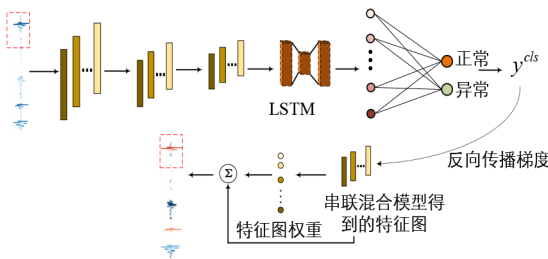 正常
y^{cls}
异常
LSTM
反向传播梯度
Σ
串联混合模型得
到的特征图
特征图权重